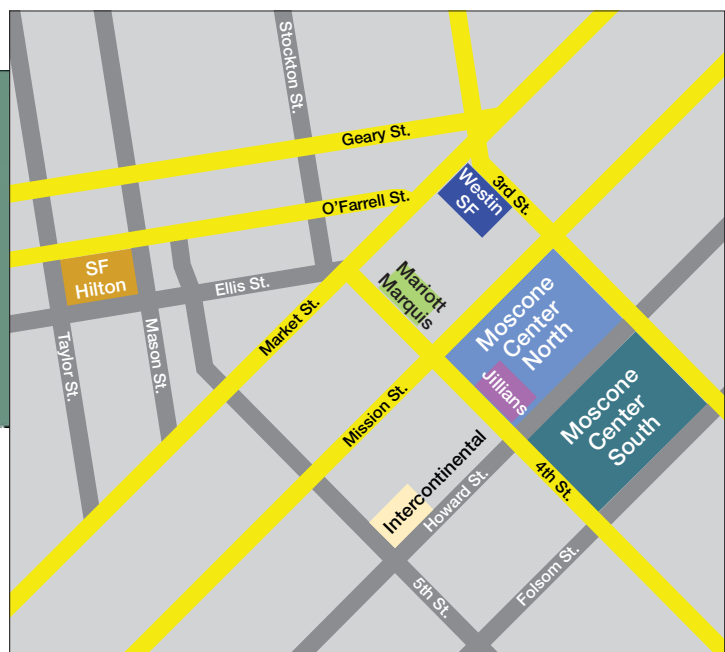 Stockton St.
Geary St.
Westin
SF
3rd St.
O'Farrell St.
SF
Hilton
Ellis St.
Mariott
Marquis
Market St.
Moscone
Center
North
Taylor St.
Mason St.
Jillians
Moscone
Center
South
Mission St.
Intercontinental
Howard St.
4th St.
5th St.
Folsom St.